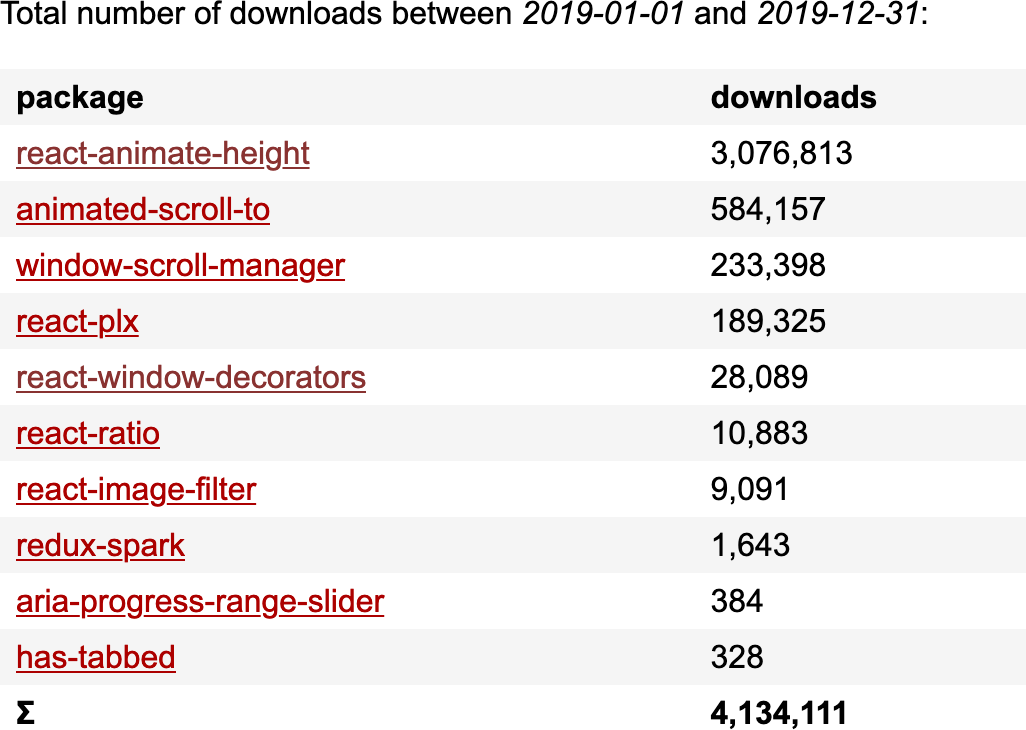 Total number of downloads between 2019-01-01 and 2019-12-31:
package downloads
react-animate-height 3,076,813
animated-scroll-to 584,157
window-scroll-manager 233,398
react-plx 189,325
react-window-decorators 28,089
react-ratio 10,883
react-image-filter 9,091
redux-spark 1,643
aria-progress-range-slider 384
has-tabbed 328
Σ 4,134,111